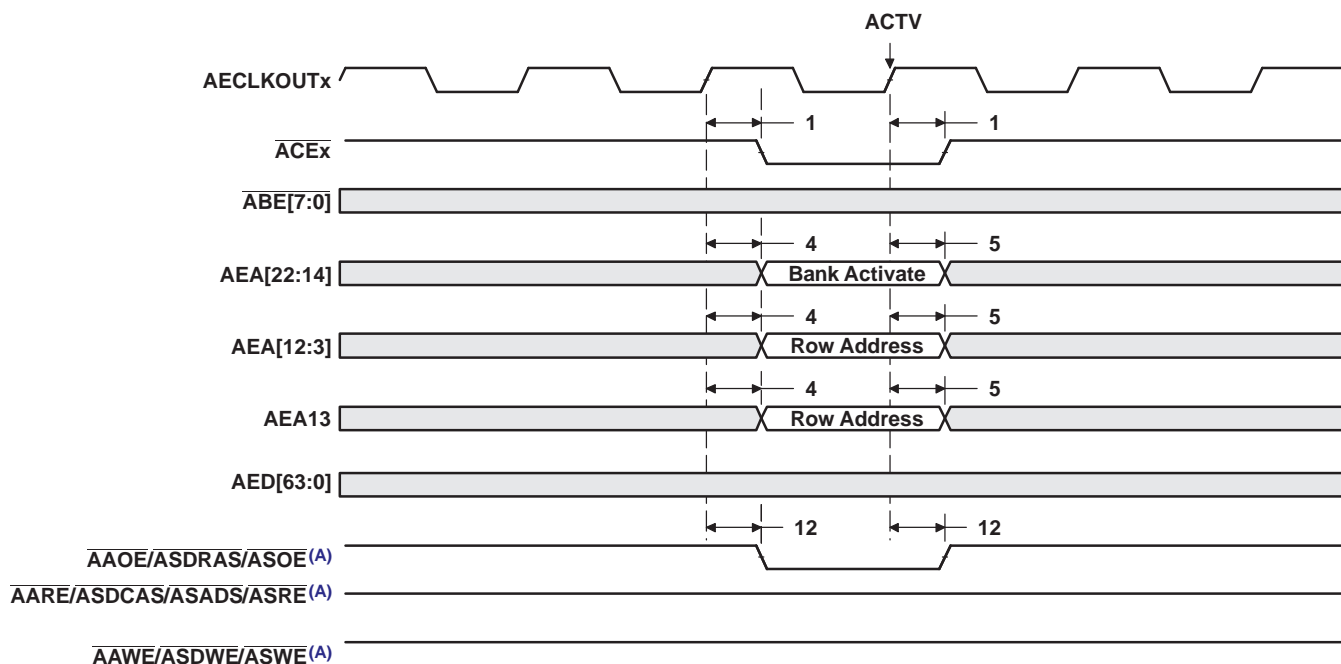 ACTV
AECLKOUTx
1 1
ACEx
ABE[7:0]
4 5
AEA[22:14] Bank Activate
4 5
AEA[12:3] Row Address
4 5
AEA13 Row Address
AED[63:0]
12 12
AAOE/ASDRAS/ASOE(A)
AARE/ASDCAS/ASADS/ASRE(A)
AAWE/ASDWE/ASWE(A)